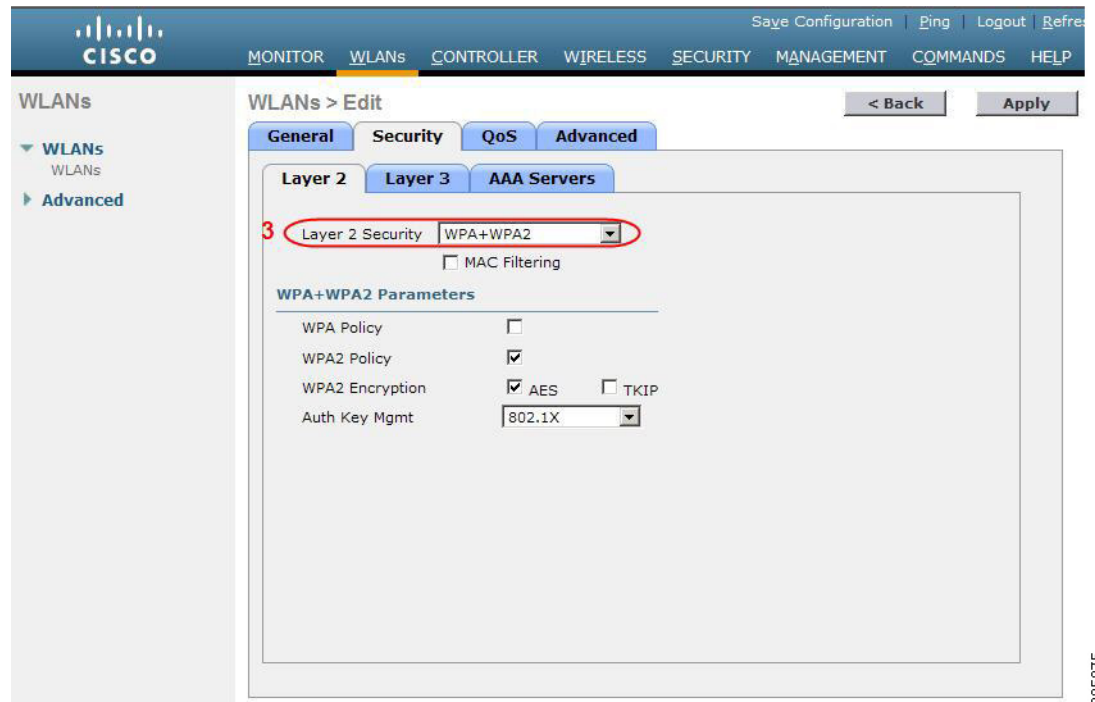 Save Configuration | Ping | Logout | Refre
CISCO
MONITOR WLANs CONTROLLER WIRELESS SECURITY MANAGEMENT COMMANDS HELP
WLANs
WLANs > Edit
< Back
Apply
WLANs
WLANs
Advanced
General Security QoS Advanced
Layer 2 Layer 3 AAA Servers
3 Layer 2 Security WPA+WPA2
MAC Filtering
WPA+WPA2 Parameters
WPA Policy
WPA2 Policy
WPA2 Encryption AES TKIP
Auth Key Mgmt 802.1X